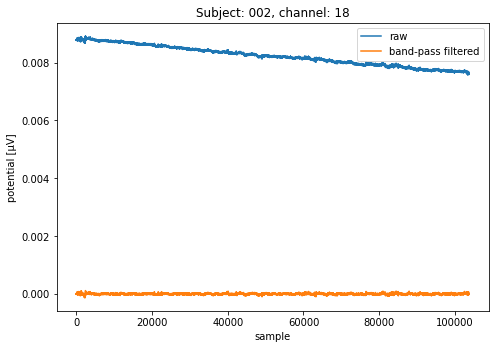 Subject: 002, channel: 18
raw
band-pass filtered
potential [μV]
0.008
0.006
0.004
0.002
0.000
0
20000
40000
60000
80000
100000
sample